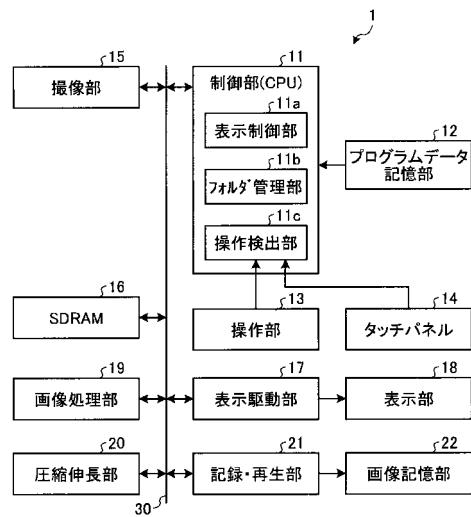 1
15
撮像部
11
制御部(CPU)
11a
表示制御部
11b
フォルダ管理部
11c
操作検出部
12
プログラムデータ
記憶部
16
SDRAM
13
操作部
14
タッチパネル
19
画像処理部
17
表示駆動部
18
表示部
20
圧縮伸長部
21
記録・再生部
22
画像記憶部
30